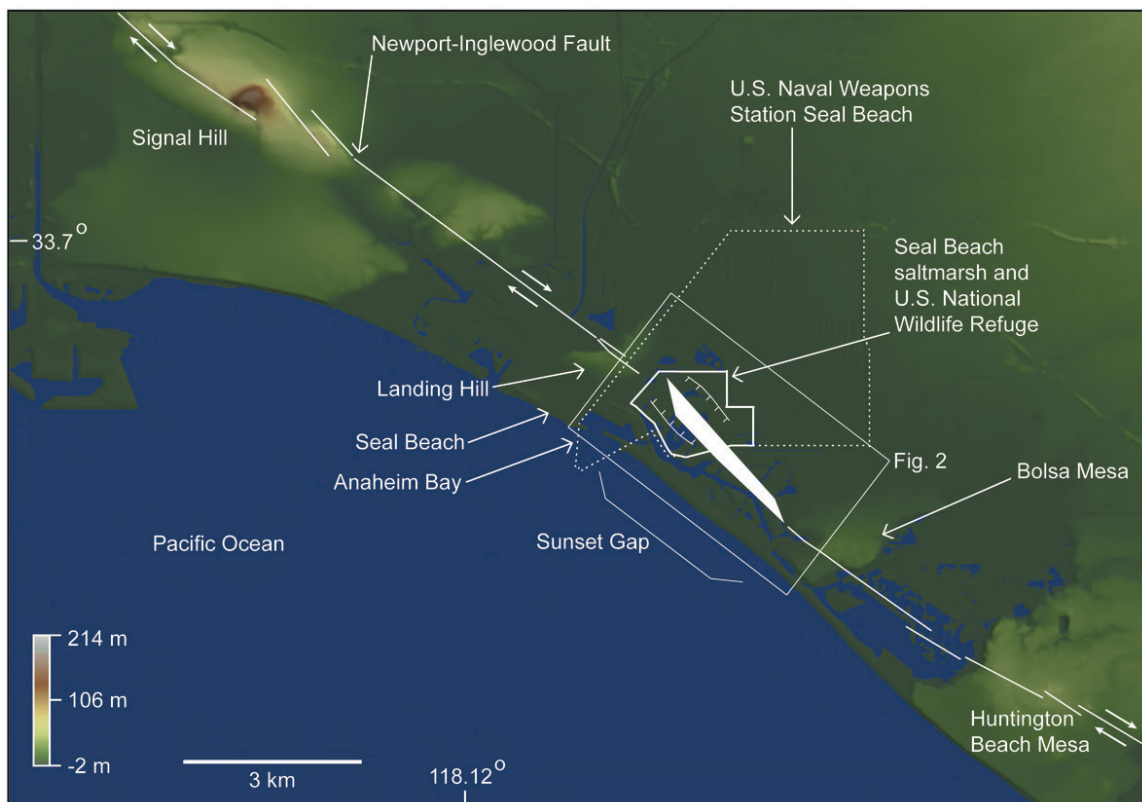 Newport-Inglewood Fault
U.S. Naval Weapons
Station Seal Beach
Signal Hill
33.7°
Seal Beach
saltmarsh and
U.S. National
Wildlife Refuge
Landing Hill
Seal Beach
Anaheim Bay
Fig. 2
Bolsa Mesa
Pacific Ocean
Sunset Gap
214 m
106 m
-2 m
3 km
118.12°
Huntington
Beach Mesa